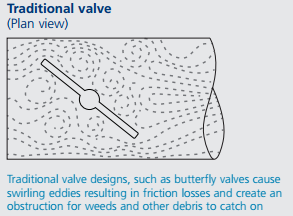 Traditional valve
(Plan view)
Traditional valve designs, such as butterfly valves cause
swirling eddies resulting in friction losses and create an
obstruction for weeds and other debris to catch on